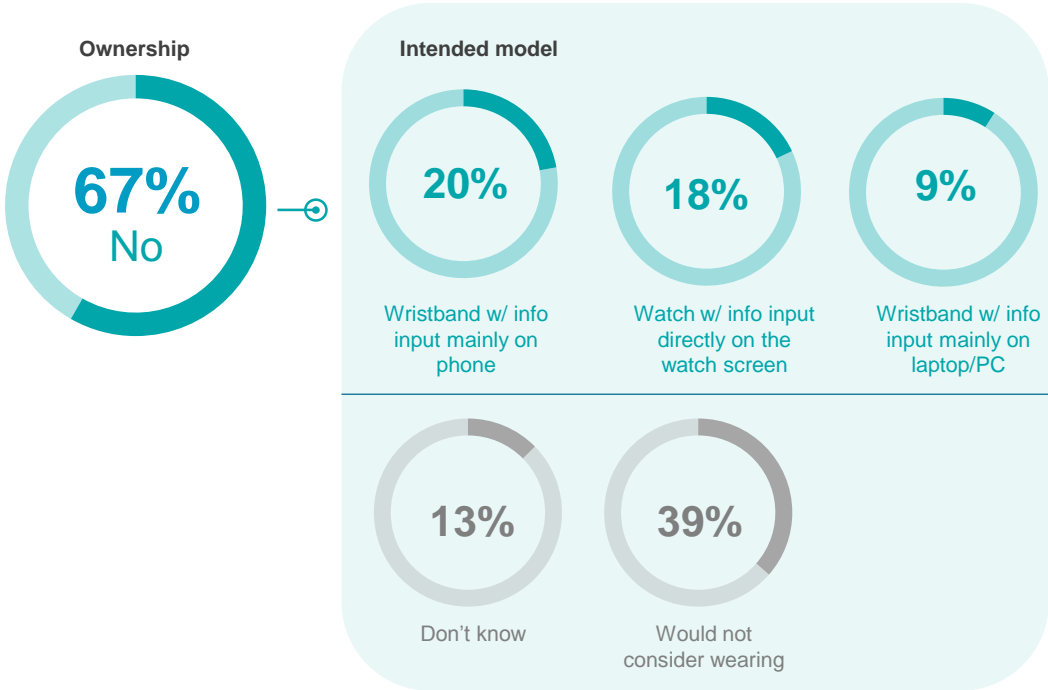 Ownership
67%
No
Intended model
20%
Wristband w/ info
input mainly on
phone
18%
Watch w/ info input
directly on the
watch screen
9%
Wristband w/ info
input mainly on
laptop/PC
13%
Don’t know
39%
Would not
consider wearing